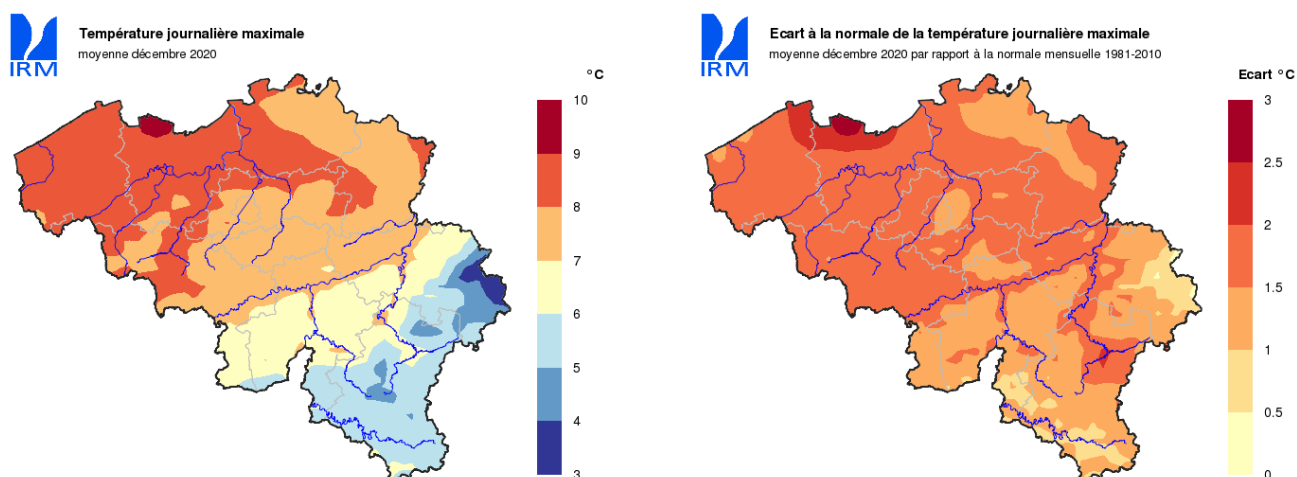 IRM
Température journalière maximale
moyenne décembre 2020
°C
10
9
8
7
6
5
4
3
IRM
Ecart à la normale de la température journalière maximale
moyenne décembre 2020 par rapport à la normale mensuelle 1981-2010
Ecart °C
3
2.5
2
1.5
1
0.5
0